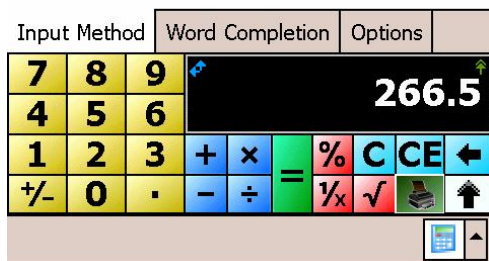 Input Method Word Completion Options
7 8 9 266.5
4 5 6
1 2 3 + × = % C CE ←
+/- 0 . - ÷ 1/x √ ↑